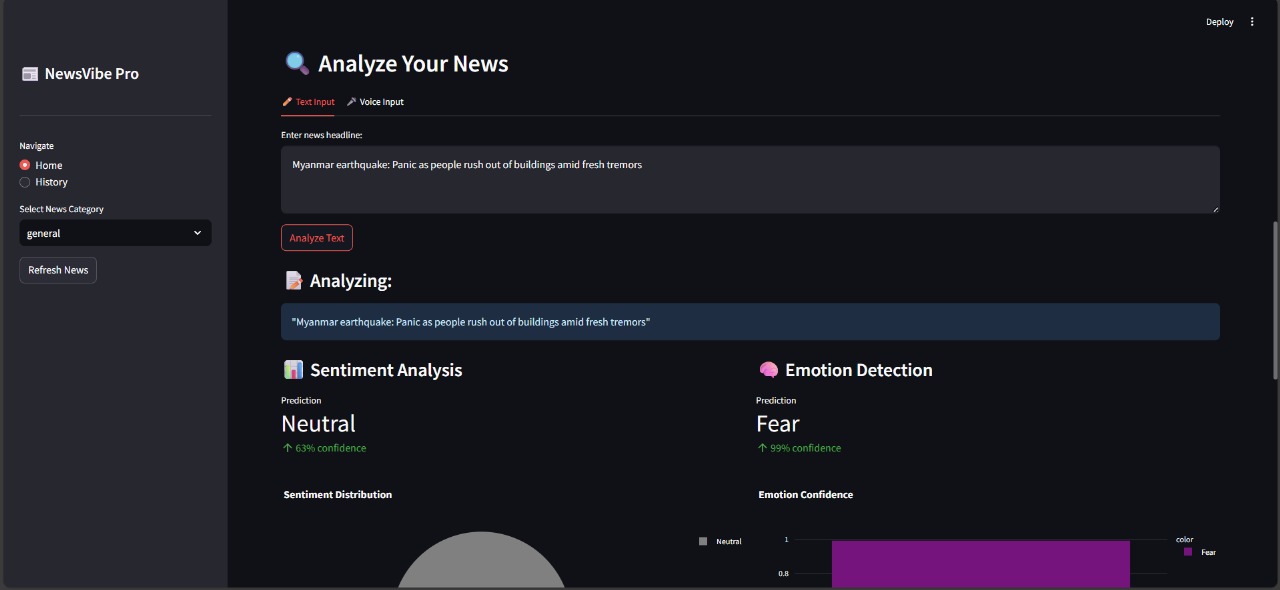 Deploy
NewsVibe Pro
Navigate
Home
History
Select News Category
general
Refresh News
Analyze Your News
Text Input Voice Input
Enter news headline:
Myanmar earthquake: Panic as people rush out of buildings amid fresh tremors
Analyze Text
Analyzing:
"Myanmar earthquake: Panic as people rush out of buildings amid fresh tremors"
Sentiment Analysis
Prediction
Neutral
↑ 63% confidence
Sentiment Distribution
Neutral
Emotion Detection
Prediction
Fear
↑ 99% confidence
Emotion Confidence
1
0.8
color
Fear